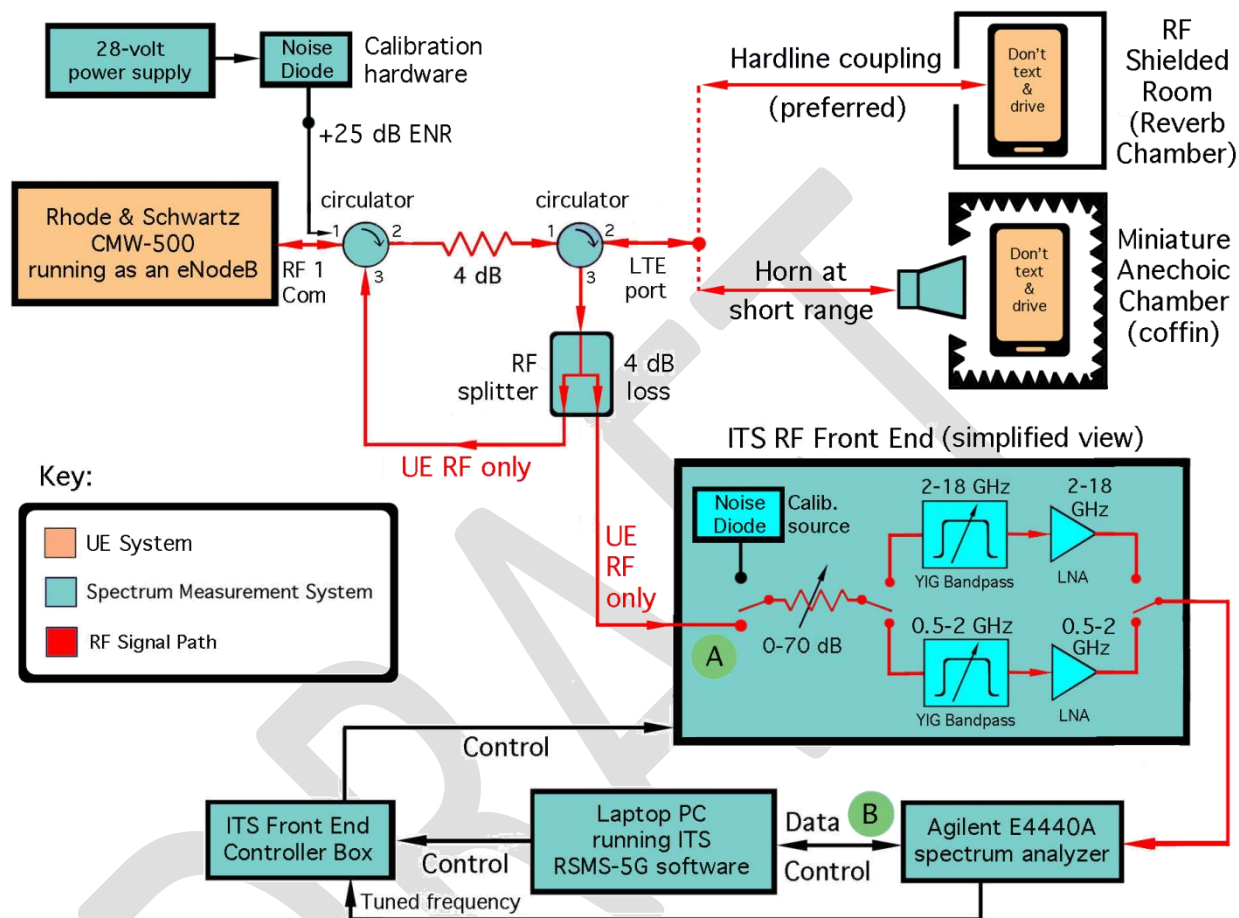 28-volt
power supply
Noise
Diode
Calibration
hardware
+25 dB ENR
Hardline coupling
(preferred)
Don't
text
&
drive
RF
Shielded
Room
(Reverb
Chamber)
Rhode & Schwartz
CMW-500
running as an eNodeB
RF 1
Com
circulator
1
2
3
4 dB
circulator
1
2
3
LTE
port
Horn at
short range
Don't
text
&
drive
Miniature
Anechoic
Chamber
(coffin)
RF
splitter
4 dB
loss
UE RF only
UE
RF
only
Key:
UE System
Spectrum Measurement System
RF Signal Path
ITS RF Front End (simplified view)
Noise
Diode
Calib.
source
A
0-70 dB
2-18 GHz
YIG Bandpass
2-18
GHz
LNA
0.5-2 GHz
YIG Bandpass
0.5-2
GHz
LNA
Control
ITS Front End
Controller Box
Control
Laptop PC
running ITS
RSMS-5G software
Data
B
Control
Agilent E4440A
spectrum analyzer
Tuned frequency
DRAFT